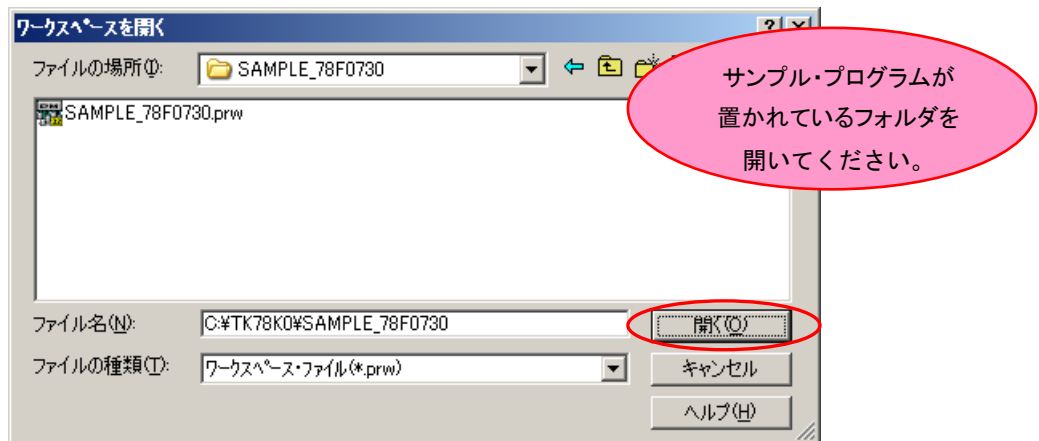 ワークスペースを開く
ファイルの場所(I):
SAMPLE_78F0730
SAMPLE_78F0730.prw
サンプル・プログラムが
置かれているフォルダを
開いてください。
ファイル名(N):
C:¥TK78K0¥SAMPLE_78F0730
開く(O)
ファイルの種類(T):
ワークスペース・ファイル(*.prw)
キャンセル
ヘルプ(H)